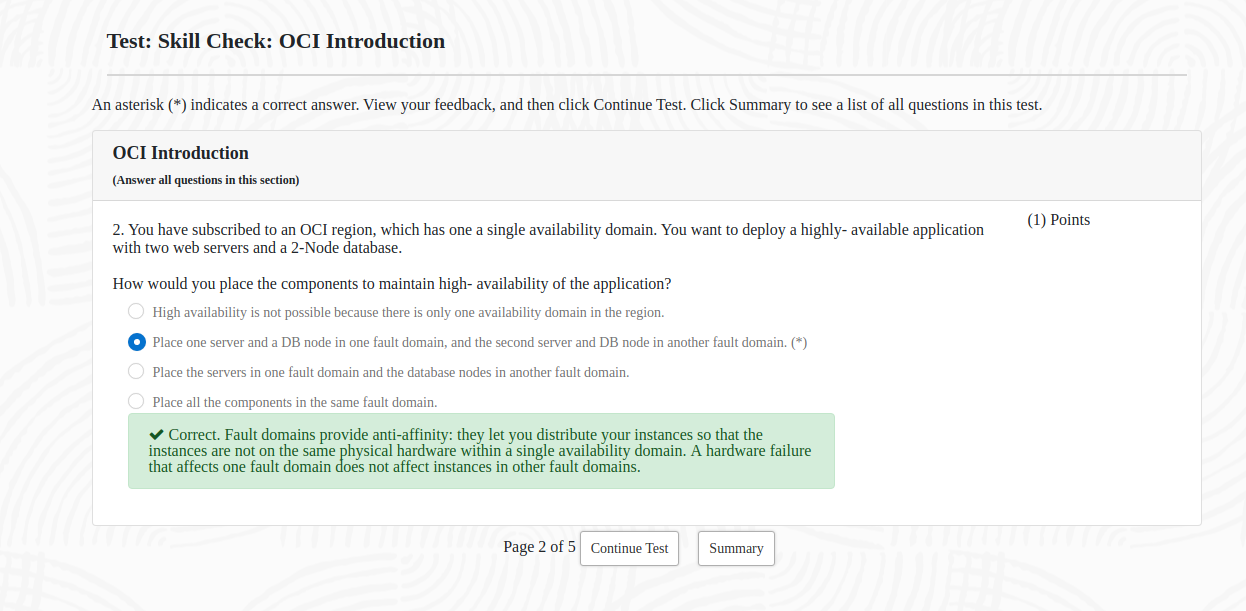 Test: Skill Check: OCI Introduction
An asterisk (*) indicates a correct answer. View your feedback, and then click Continue Test. Click Summary to see a list of all questions in this test.
OCI Introduction
(Answer all questions in this section)
2. You have subscribed to an OCI region, which has one a single availability domain. You want to deploy a highly- available application
with two web servers and a 2-Node database.
(1) Points
How would you place the components to maintain high- availability of the application?
High availability is not possible because there is only one availability domain in the region.
Place one server and a DB node in one fault domain, and the second server and DB node in another fault domain. (*)
Place the servers in one fault domain and the database nodes in another fault domain.
Place all the components in the same fault domain.
Correct. Fault domains provide anti-affinity: they let you distribute your instances so that the
instances are not on the same physical hardware within a single availability domain. A hardware failure
that affects one fault domain does not affect instances in other fault domains.
Page 2 of 5 Continue Test Summary